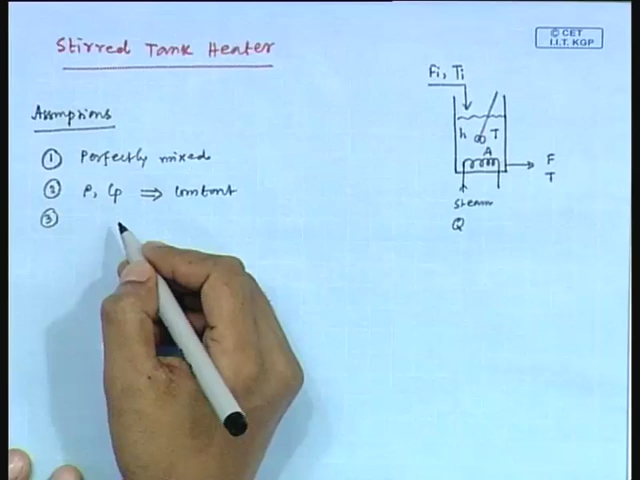 Stirred Tank Heater
© CET
I.I.T. KGP
Fi, Ti
Assumptions
h T
① Perfectly mixed
A
F
T
② ρ, Cp ⇒ constant
steam
③
Q